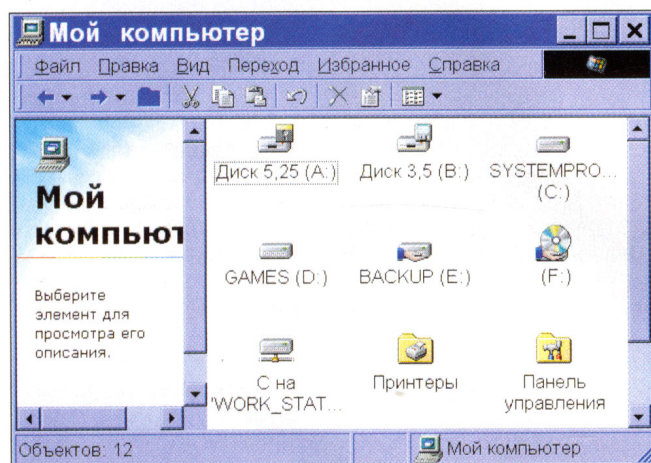 Мой компьютер
Файл Правка Вид Переход Избранное Справка
Мой
компьют
Выберите
элемент для
просмотра его
описания.
Диск 5,25 (A:) Диск 3,5 (B:) SYSTEMPRO...
(C:)
GAMES (D:) BACKUP (E:) (F:)
С на Принтеры Панель
'WORK_STAT... управления
Объектов: 12 Мой компьютер